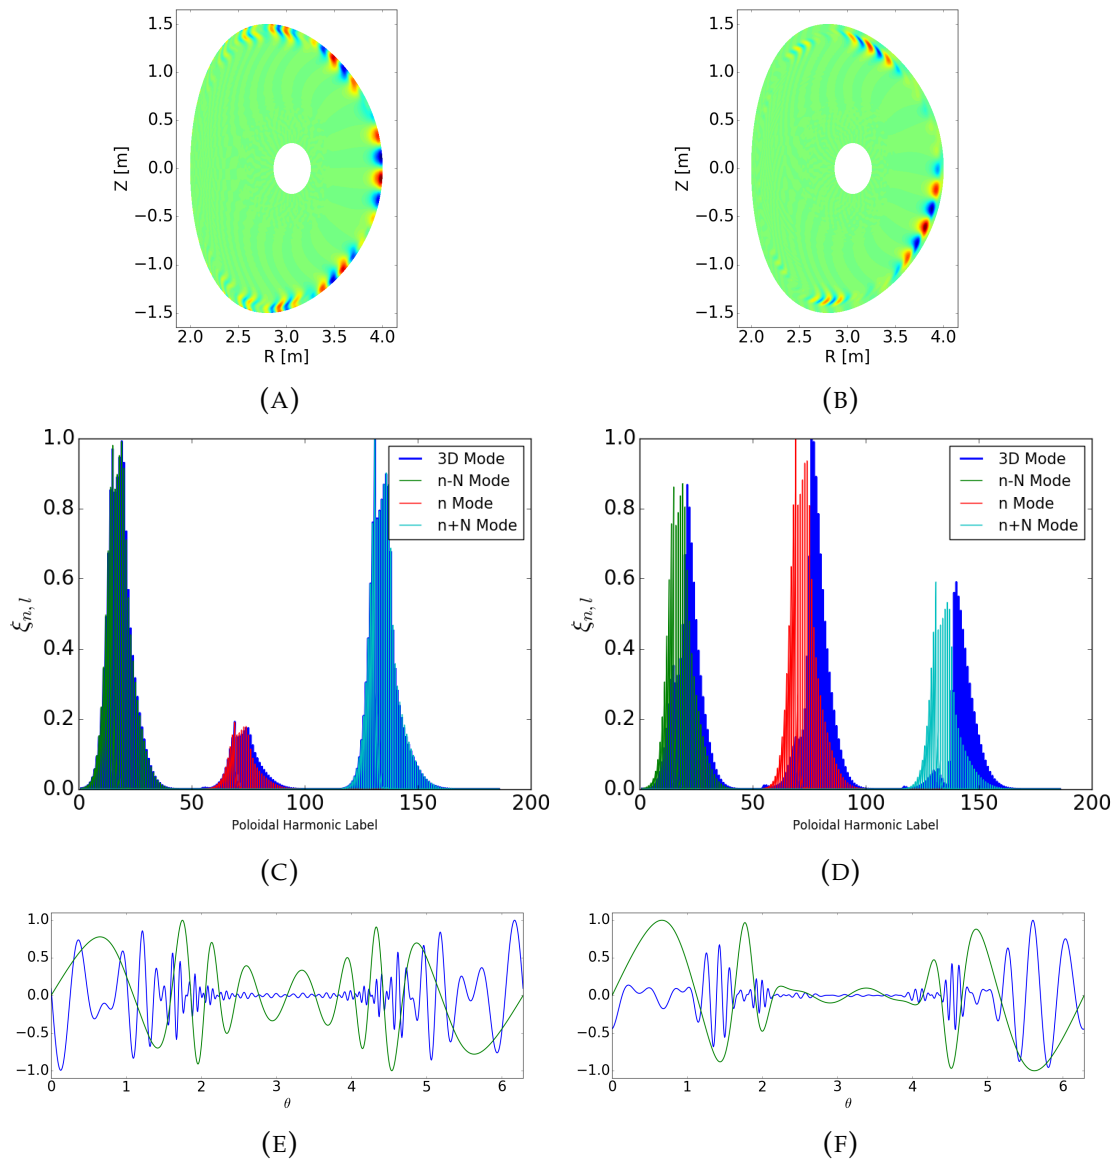 1.5
1.0
0.5
0.0
−0.5
−1.0
−1.5
Z [m]
2.0 2.5 3.0 3.5 4.0
R [m]
(A)
1.5
1.0
0.5
0.0
−0.5
−1.0
−1.5
Z [m]
2.0 2.5 3.0 3.5 4.0
R [m]
(B)
1.0
0.8
0.6
0.4
0.2
0.0
ξn, l
3D Mode
n-N Mode
n Mode
n+N Mode
0 50 100 150 200
Poloidal Harmonic Label
(C)
1.0
0.8
0.6
0.4
0.2
0.0
ξn, l
3D Mode
n-N Mode
n Mode
n+N Mode
0 50 100 150 200
Poloidal Harmonic Label
(D)
1.0
0.5
0.0
−0.5
−1.0
0 1 2 3 4 5 6
θ
(E)
1.0
0.5
0.0
−0.5
−1.0
0 1 2 3 4 5 6
θ
(F)